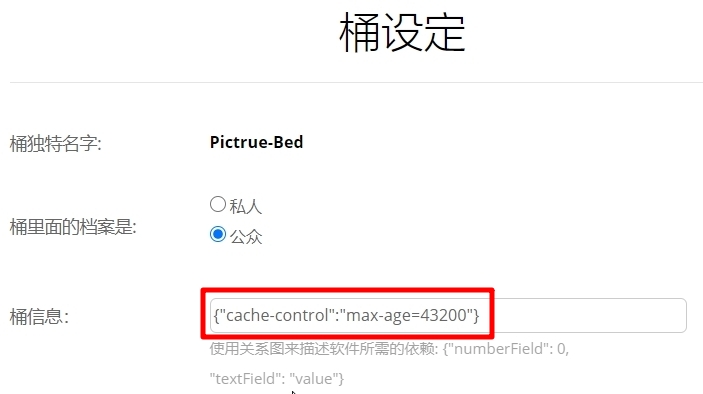 桶设定
桶独特名字:
Pictrue-Bed
桶里面的档案是:
私人
公众
桶信息:
{"cache-control":"max-age=43200"}
使用关系图来描述软件所需的依赖: {"numberField": 0,
"textField": "value"}